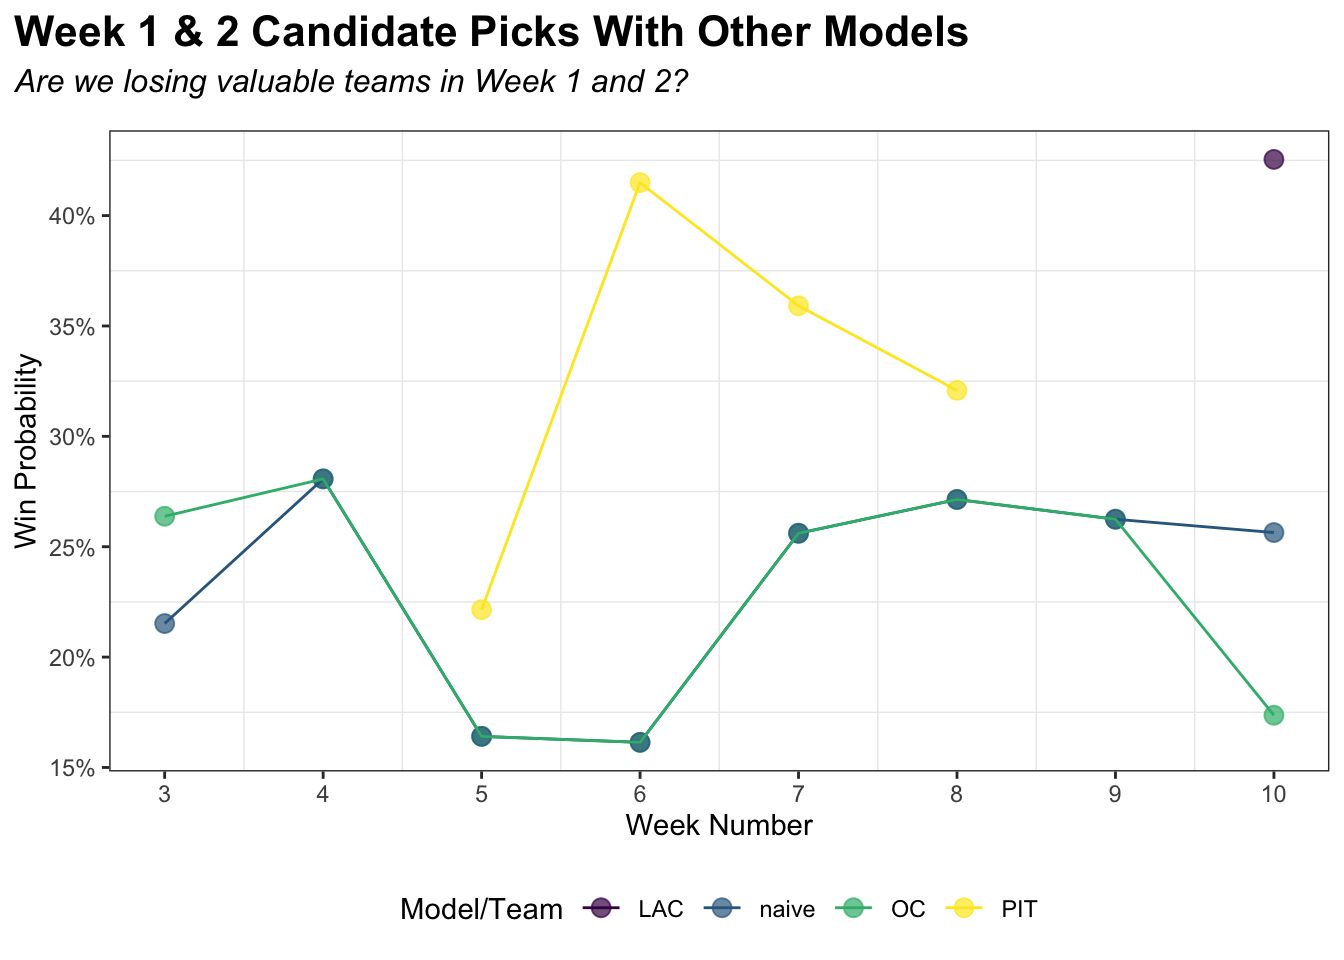 Week 1 & 2 Candidate Picks With Other Models
Are we losing valuable teams in Week 1 and 2?
Win Probability
40%
35%
30%
25%
20%
15%
3 4 5 6 7 8 9 10
Week Number
Model/Team LAC naive OC PIT